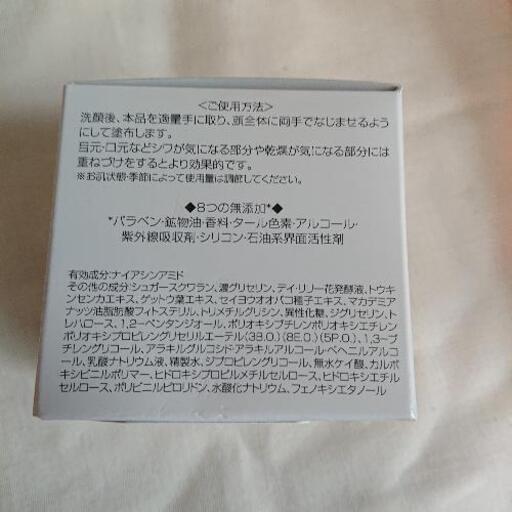 <ご使用方法>
洗顔後、本品を適量手に取り、顔全体に両手でなじませるよう
にして塗布します。
目元・口元などシワが気になる部分や乾燥が気になる部分には
重ねづけをするとより効果的です。
※お肌状態・季節によって使用量は調節してください。
◆8つの無添加*◆
*パラベン・鉱物油・香料・タール色素・アルコール・
紫外線吸収剤・シリコン・石油系界面活性剤
有効成分:ナイアシンアミド
その他の成分:シュガースクワラン、濃グリセリン、デイ・リリー花発酵液、トウキ
ンセンカエキス、ゲットウ葉エキス、セイヨウオオバコ種子エキス、マカデミア
ナッツ油脂肪酸フィトステリル、トリメチルグリシン、異性化糖、ジグリセリン、ト
レハロース、1,2-ペンタンジオール、ポリオキシブチレンポリオキシエチレン
ポリオキシプロピレングリセリルエーテル(3B.O.)(8E.O.)(5P.O.)、1,3-ブ
チレングリコール、アラキルグルコシド・アラキルアルコール・ベヘニルアルコ
ール、乳酸ナトリウム液、精製水、ジプロピレングリコール、無水ケイ酸、カルボ
キシビニルポリマー、ヒドロキシプロピルメチルセルロース、ヒドロキシエチル
セルロース、ポリビニルピロリドン、水酸化ナトリウム、フェノキシエタノール